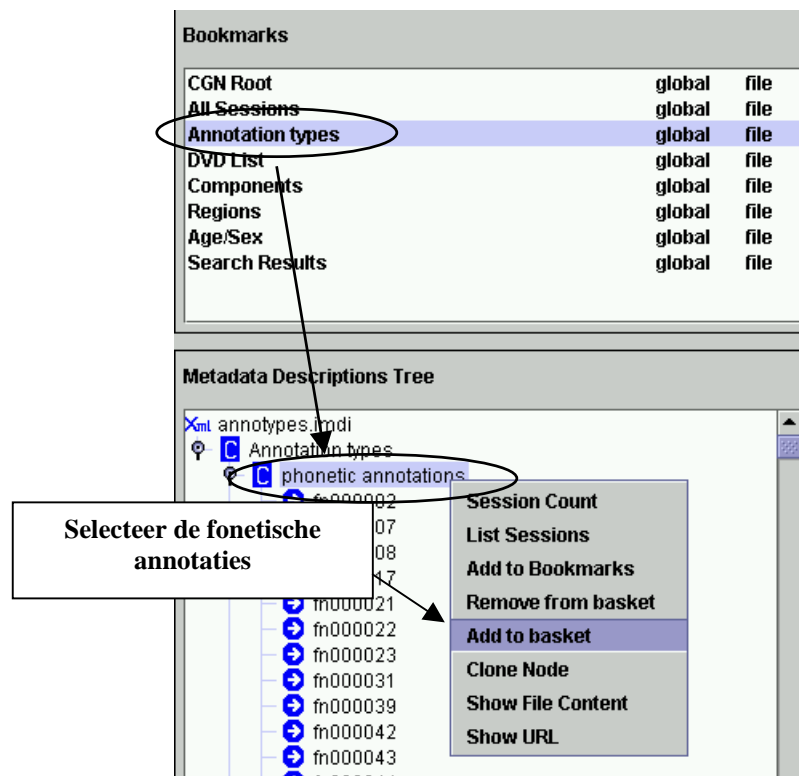 Bookmarks
CGN Root global file
All Sessions global file
Annotation types global file
DVD List global file
Components global file
Regions global file
Age/Sex global file
Search Results global file
Metadata Descriptions Tree
Xml annotypes.imdi
C Annotation types
C phonetic annotations
fn000002
07
08
17
fn000021
fn000022
fn000023
fn000031
fn000039
fn000042
fn000043
Selecteer de fonetische
annotaties
Session Count
List Sessions
Add to Bookmarks
Remove from basket
Add to basket
Clone Node
Show File Content
Show URL